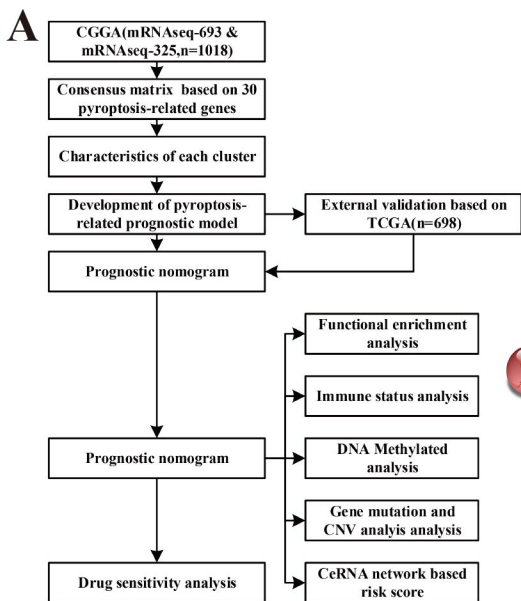 A
CGGA(mRNAseq-693 &
mRNAseq-325,n=1018)
Consensus matrix based on 30
pyroptosis-related genes
Characteristics of each cluster
Development of pyroptosis-
related prognostic model
External validation based on
TCGA(n=698)
Prognostic nomogram
Functional enrichment
analysis
Immune status analysis
Prognostic nomogram
DNA Methylated
analysis
Gene mutation and
CNV analyis analysis
Drug sensitivity analysis
CeRNA network based
risk score